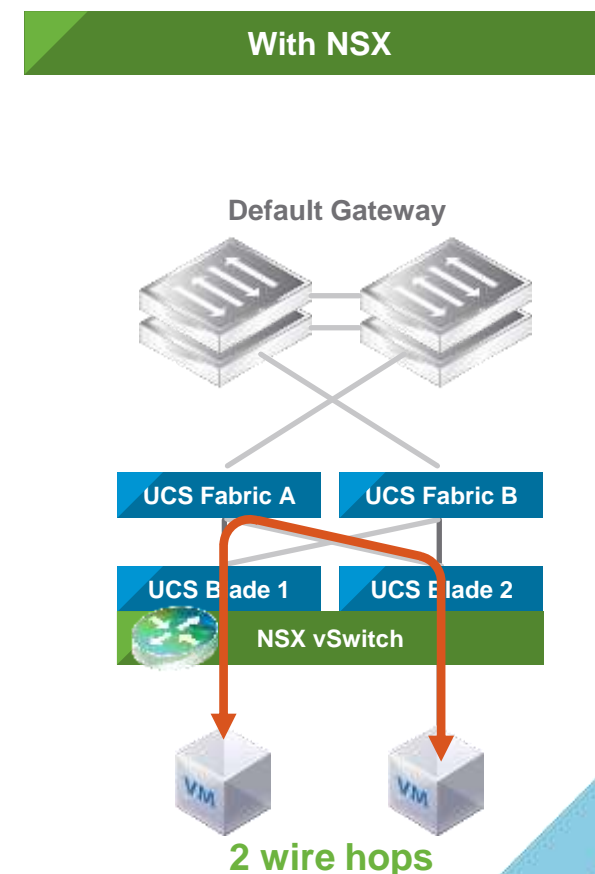 With NSX
Default Gateway
UCS Fabric A
UCS Fabric B
UCS Blade 1
UCS Blade 2
NSX vSwitch
VM
VM
2 wire hops